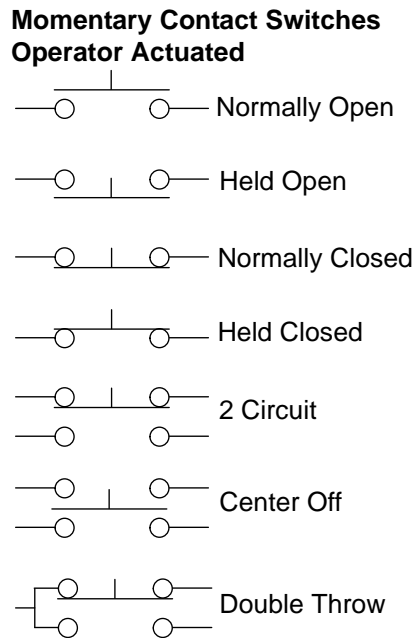 Momentary Contact Switches
Operator Actuated
Normally Open
Held Open
Normally Closed
Held Closed
2 Circuit
Center Off
Double Throw